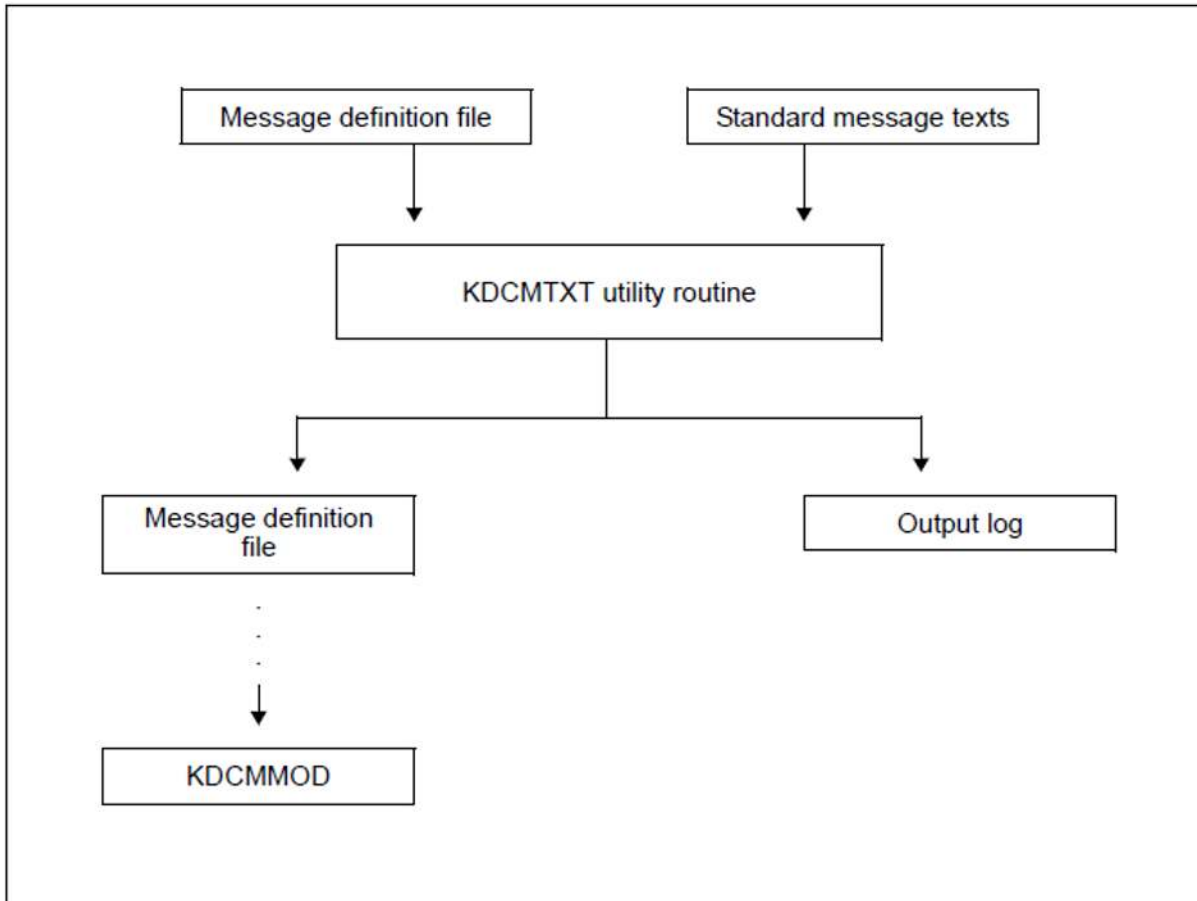 Message definition file
Standard message texts
KDCMTXT utility routine
Message definition
file
Output log
KDCMMOD